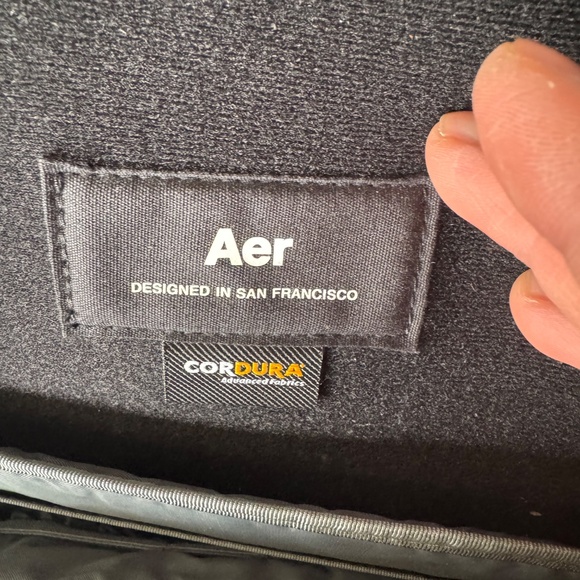 Aer
DESIGNED IN SAN FRANCISCO
CORDURA
Advanced Fabrics